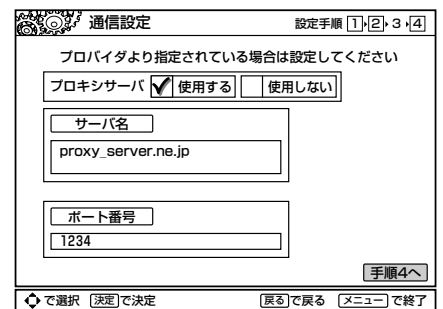 通信設定 設定手順 1 2 3 4
プロバイダより指定されている場合は設定してください
プロキシサーバ 使用する 使用しない
サーバ名
proxy_server.ne.jp
ポート番号
1234
手順4へ
で選択 決定で決定 戻るで戻る メニューで終了